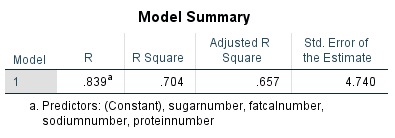 Model Summary
Model R R Square Adjusted R Square Std. Error of the Estimate
1 .839a .704 .657 4.740
a. Predictors: (Constant), sugarnumber, fatcalnumber,
sodiumnumber, proteinnumber